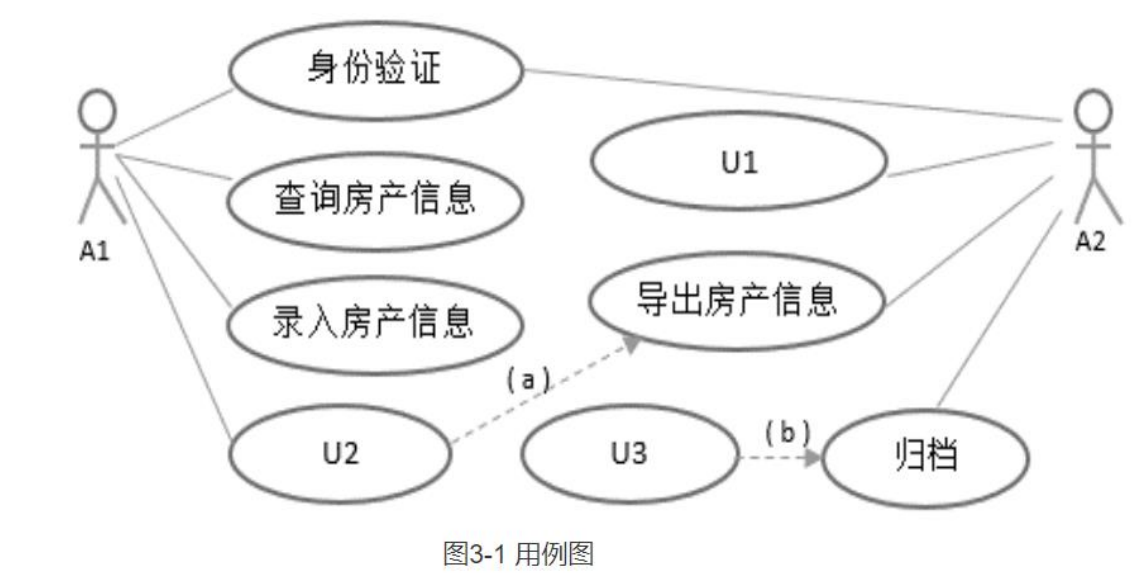 身份验证
U1
查询房产信息
A1
A2
导出房产信息
录入房产信息
(a)
U2
U3
(b)
归档
图3-1 用例图